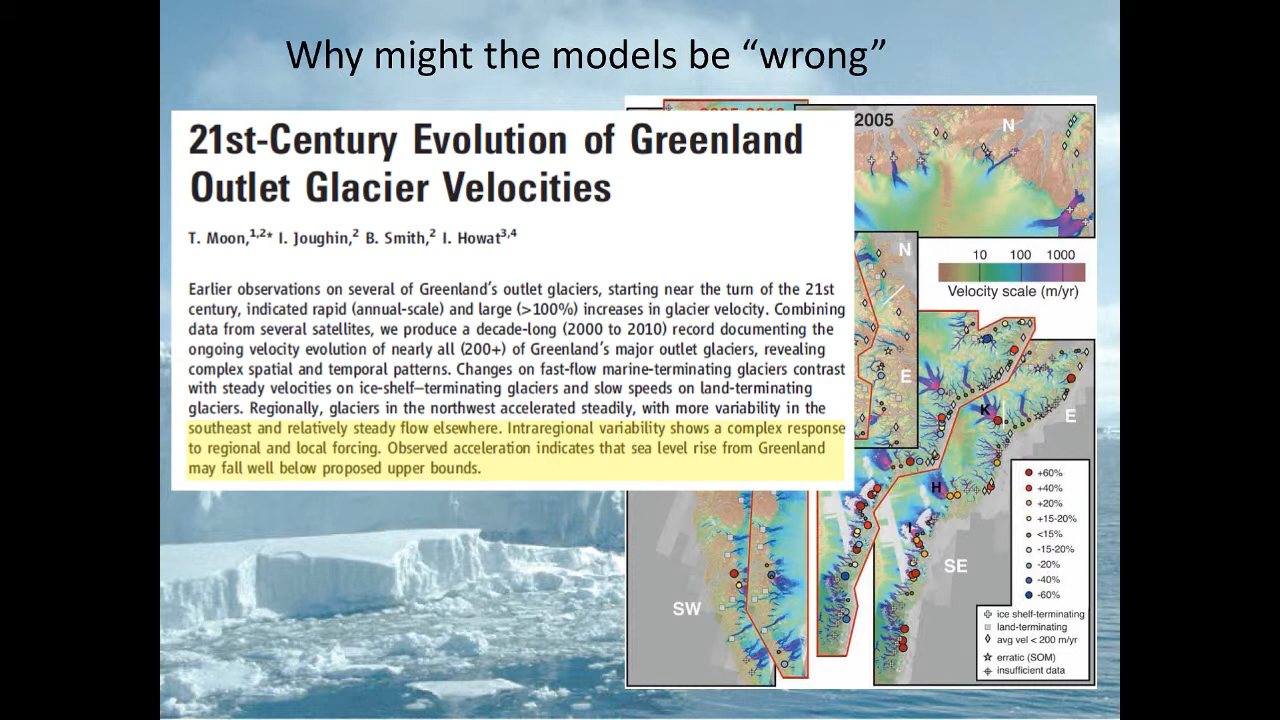 Why might the models be “wrong”
21st-Century Evolution of Greenland
Outlet Glacier Velocities
T. Moon,1,2* I. Joughin,2 B. Smith,2 I. Howat3,4
Earlier observations on several of Greenland’s outlet glaciers, starting near the turn of the 21st
century, indicated rapid (annual-scale) and large (>100%) increases in glacier velocity. Combining
data from several satellites, we produce a decade-long (2000 to 2010) record documenting the
ongoing velocity evolution of nearly all (200+) of Greenland’s major outlet glaciers, revealing
complex spatial and temporal patterns. Changes on fast-flow marine-terminating glaciers contrast
with steady velocities on ice-shelf–terminating glaciers and slow speeds on land-terminating
glaciers. Regionally, glaciers in the northwest accelerated steadily, with more variability in the
southeast and relatively steady flow elsewhere. Intraregional variability shows a complex response
to regional and local forcing. Observed acceleration indicates that sea level rise from Greenland
may fall well below proposed upper bounds.
2005
N
10 100 1000
Velocity scale (m/yr)
N
E
K
E
H
I
SE
SW
+60%
+40%
+20%
+15-20%
<15%
-15-20%
-20%
-40%
-60%
ice shelf-terminating
land-terminating
avg vel < 200 m/yr
erratic (SOM)
insufficient data